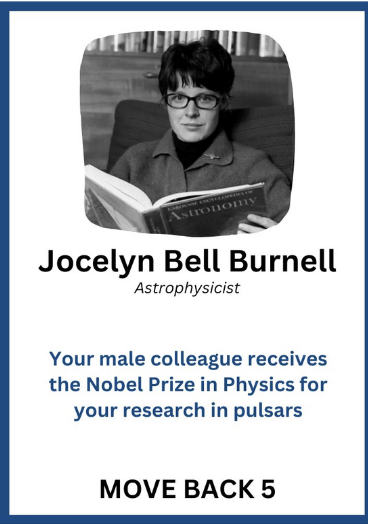 Astronomy
Jocelyn Bell Burnell
Astrophysicist
Your male colleague receives
the Nobel Prize in Physics for
your research in pulsars
MOVE BACK 5